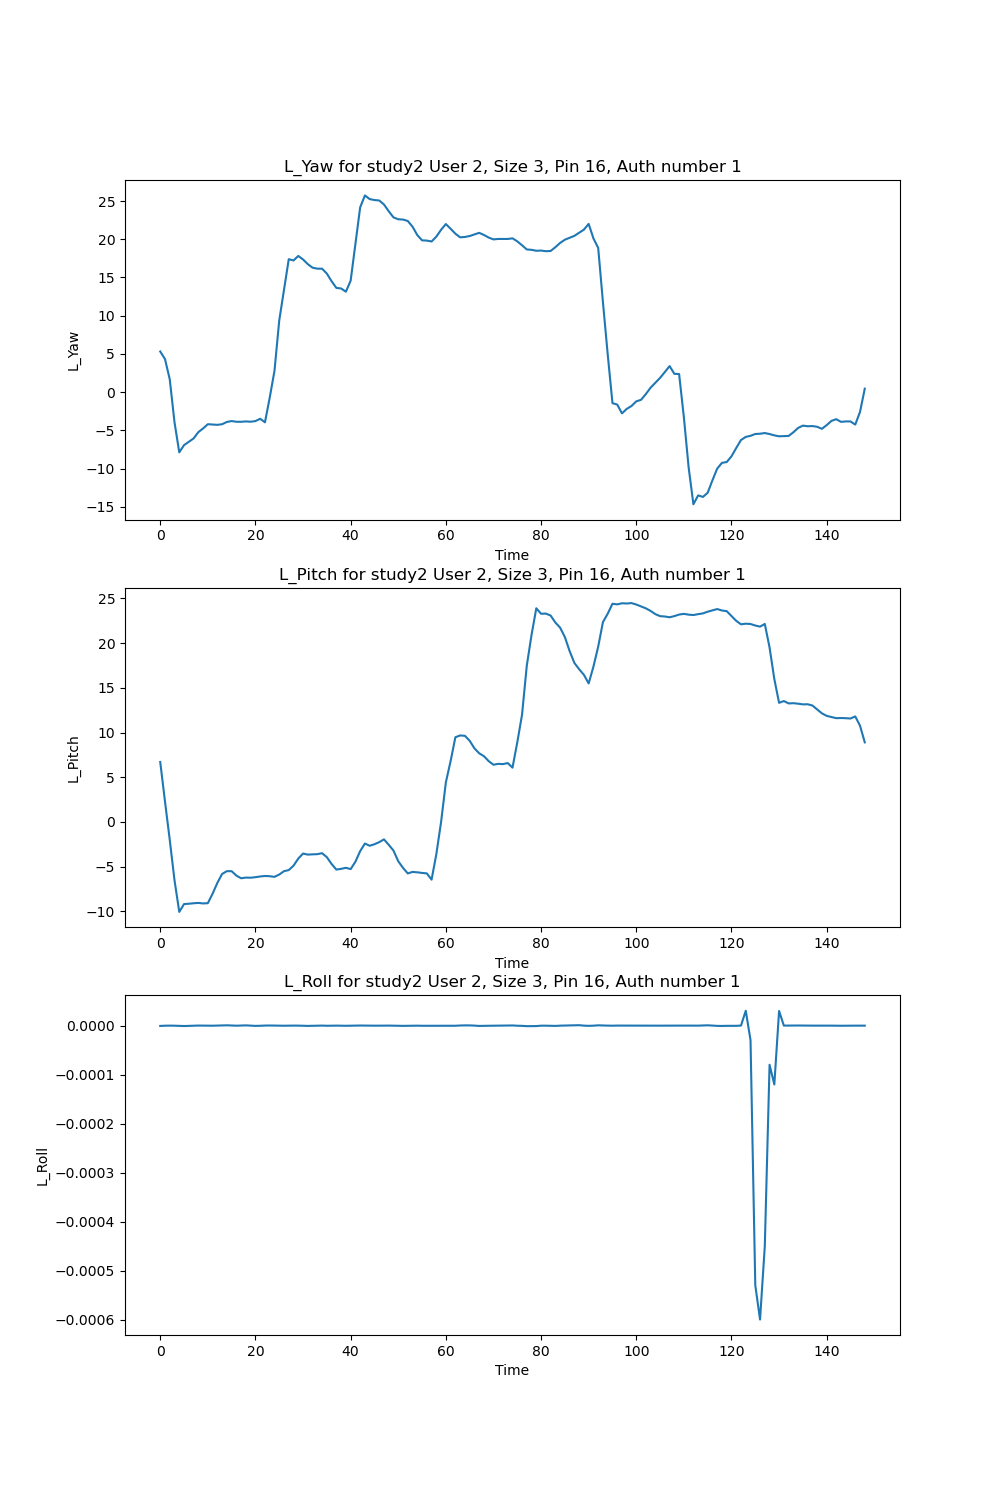 L_Yaw for study2 User 2, Size 3, Pin 16, Auth number 1
25
20
15
10
5
0
−5
−10
−15
L_Yaw
0 20 40 60 80 100 120 140
Time
L_Pitch for study2 User 2, Size 3, Pin 16, Auth number 1
25
20
15
10
5
0
−5
−10
L_Pitch
0 20 40 60 80 100 120 140
Time
L_Roll for study2 User 2, Size 3, Pin 16, Auth number 1
0.0000
−0.0001
−0.0002
−0.0003
−0.0004
−0.0005
−0.0006
L_Roll
0 20 40 60 80 100 120 140
Time